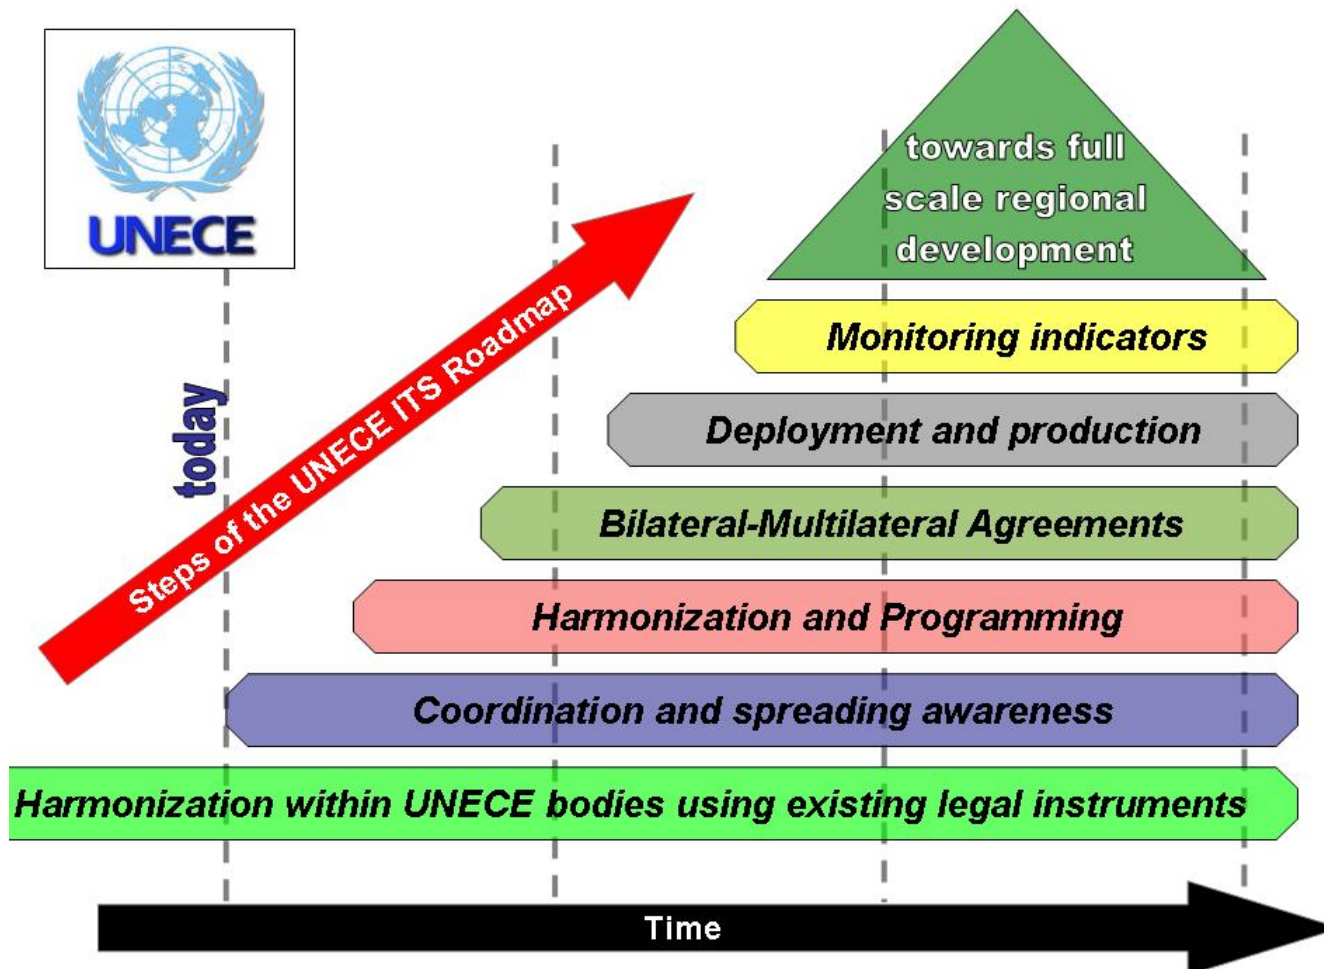 UNECE
today
Steps of the UNECE ITS Roadmap
towards full
scale regional
development
Monitoring indicators
Deployment and production
Bilateral-Multilateral Agreements
Harmonization and Programming
Coordination and spreading awareness
Harmonization within UNECE bodies using existing legal instruments
Time